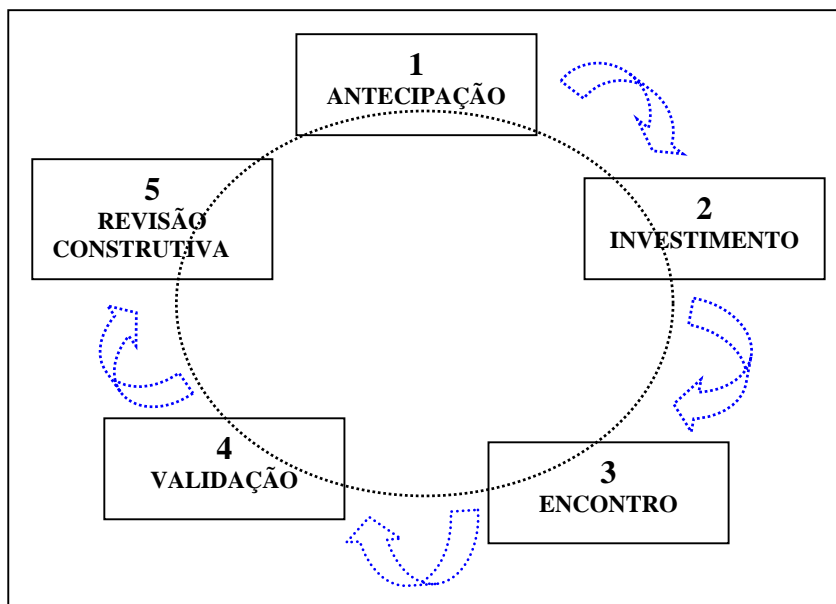 1
ANTECIPAÇÃO
2
INVESTIMENTO
3
ENCONTRO
4
VALIDAÇÃO
5
REVISÃO
CONSTRUTIVA